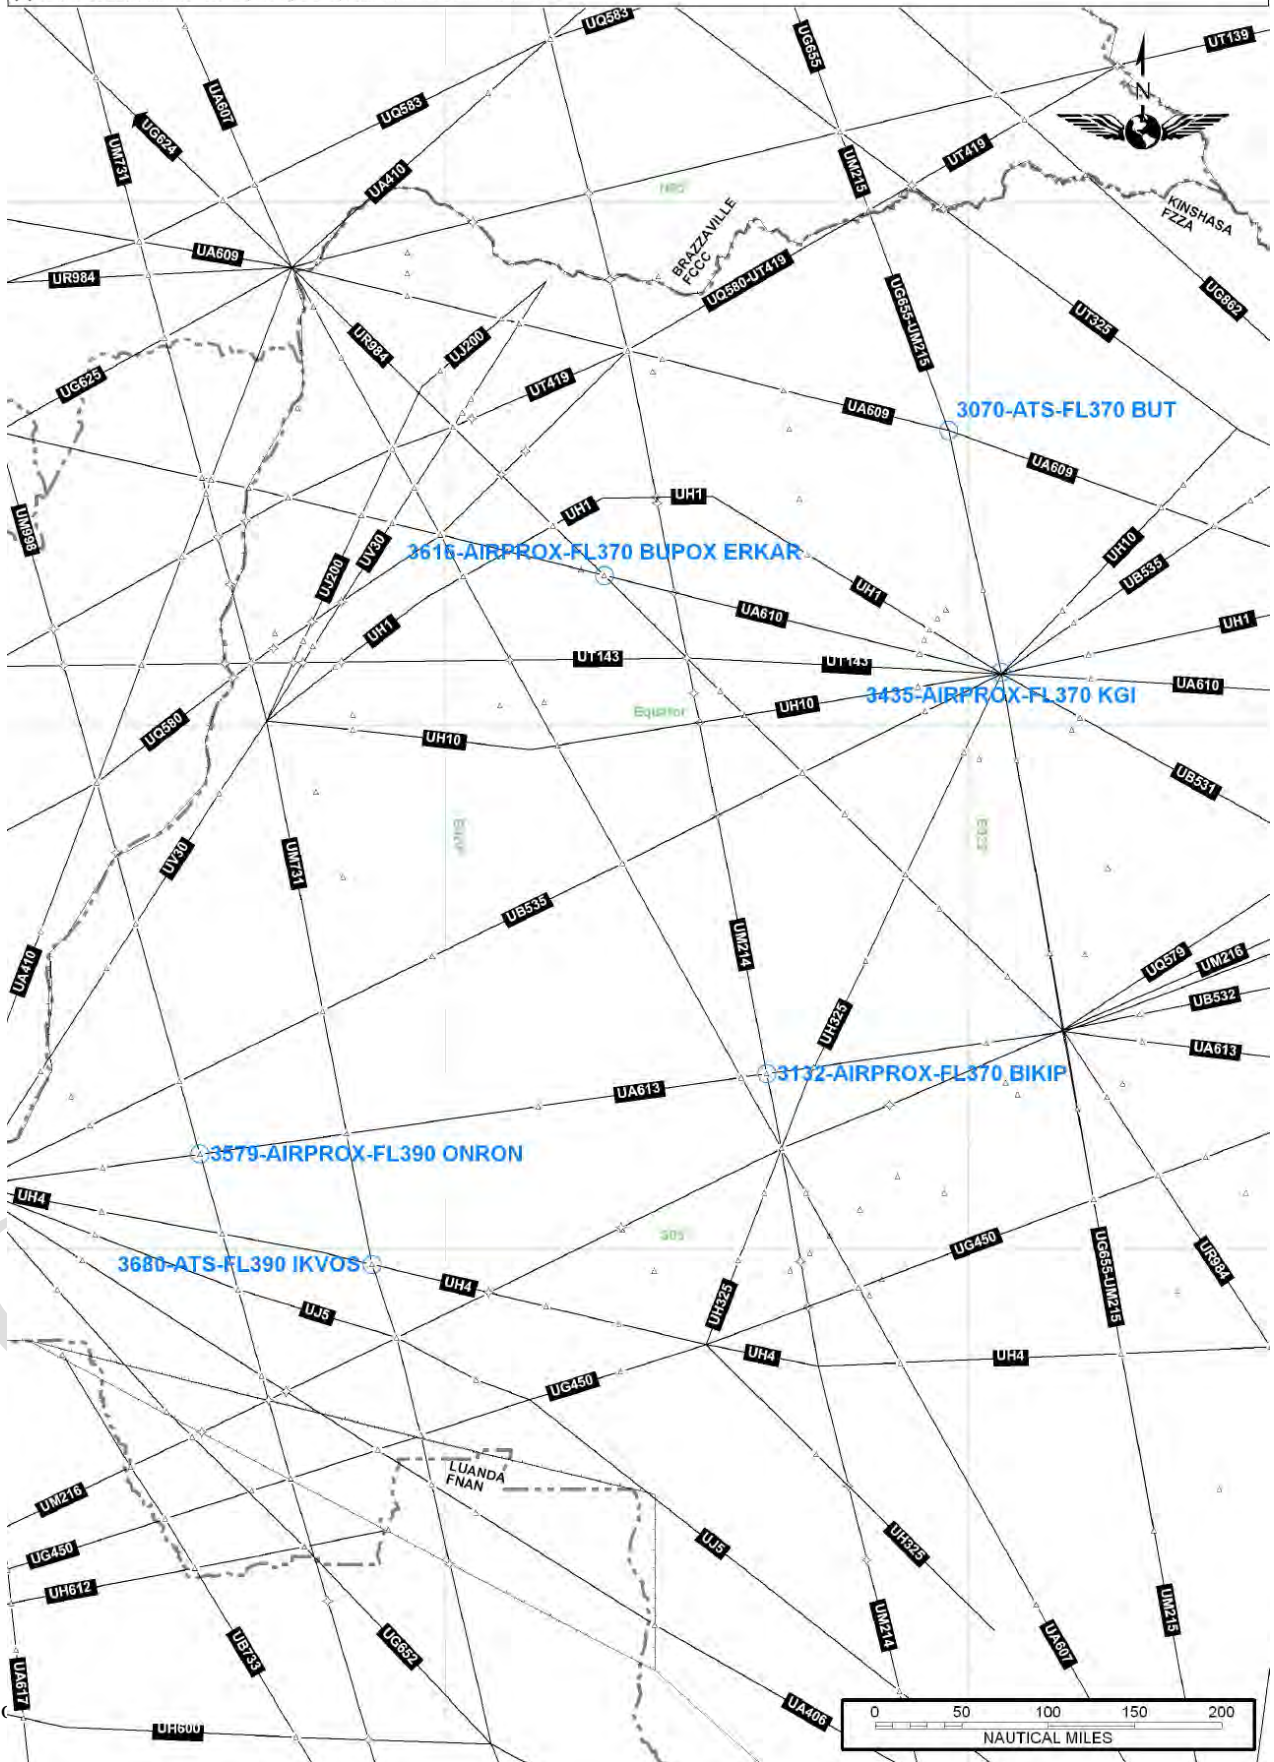 UQ583
UG655
UT139
UA607
UQ583
N
UG624
UM731
UM215
UT419
UA410
N05°
BRAZZAVILLE
FCCC
KINSHASA
FZZA
UA609
UR984
UQ580-UT419
UG655-UM215
UG862
UT325
UR984
UJ200
UG625
UT419
UA609
3070-ATS-FL370 BUT
UA609
UH1
UH1
UM998
UV30
3616-AIRPROX-FL370 BUPOX ERKAR
UH10
UB535
UJ200
UH1
UA610
UH1
UH1
UT143
UT143
3435-AIRPROX-FL370 KGI
UA610
Equator
UH10
UQ580
UH10
UB531
E020°
E025°
UV30
UM731
UB535
UM214
UA410
UQ579
UM216
UB532
UH325
UA613
3132-AIRPROX-FL370 BIKIP
UA613
3579-AIRPROX-FL390 ONRON
UH4
S05°
UG450
3680-ATS-FL390 IKVOS
UH4
UG655-UM215
UR984
UJ5
UH325
UH4
UH4
UG450
LUANDA
FNAN
UM216
UG450
UJ5
UH325
UH612
UM215
UM214
UA607
UB733
UG652
UA617
UA406
UH600
0 50 100 150 200
NAUTICAL MILES